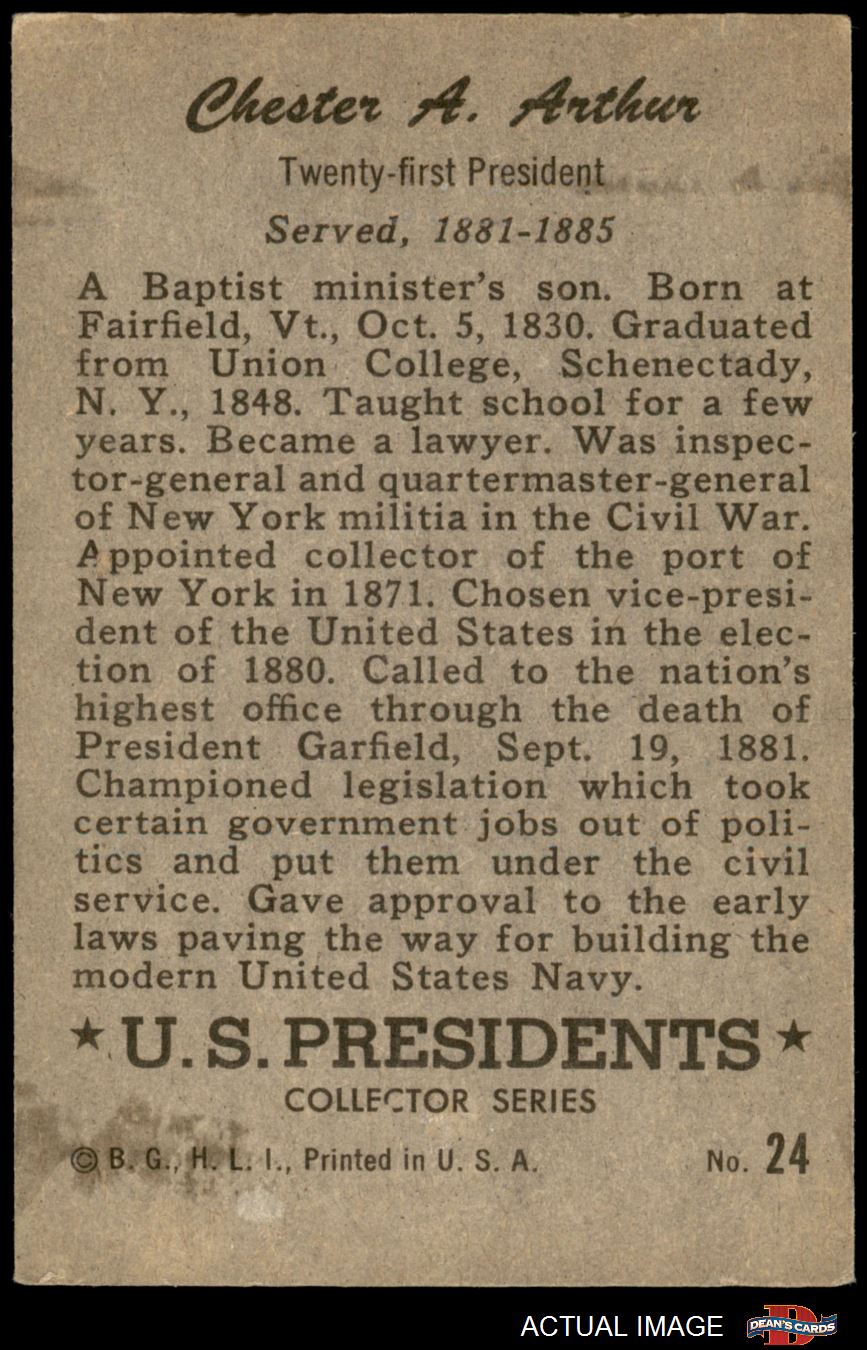 Chester A. Arthur
Twenty-first President
Served, 1881-1885
A Baptist minister's son. Born at
Fairfield, Vt., Oct. 5, 1830. Graduated
from Union College, Schenectady,
N. Y., 1848. Taught school for a few
years. Became a lawyer. Was inspec-
tor-general and quartermaster-general
of New York militia in the Civil War.
Appointed collector of the port of
New York in 1871. Chosen vice-presi-
dent of the United States in the elec-
tion of 1880. Called to the nation's
highest office through the death of
President Garfield, Sept. 19, 1881.
Championed legislation which took
certain government jobs out of poli-
tics and put them under the civil
service. Gave approval to the early
laws paving the way for building the
modern United States Navy.
★ U.S. PRESIDENTS ★
COLLECTOR SERIES
© B. G., H. L. I., Printed in U. S. A. No. 24
ACTUAL IMAGE DEAN'S CARDS